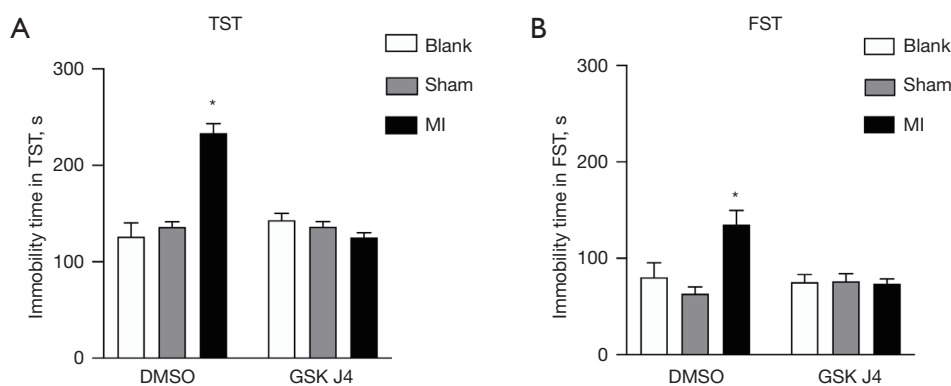 A
TST
Blank
Sham
MI
Immobility time in TST, s
300
200
100
0
*
DMSO
GSK J4
B
FST
Blank
Sham
MI
Immobility time in FST, s
300
200
100
0
*
DMSO
GSK J4